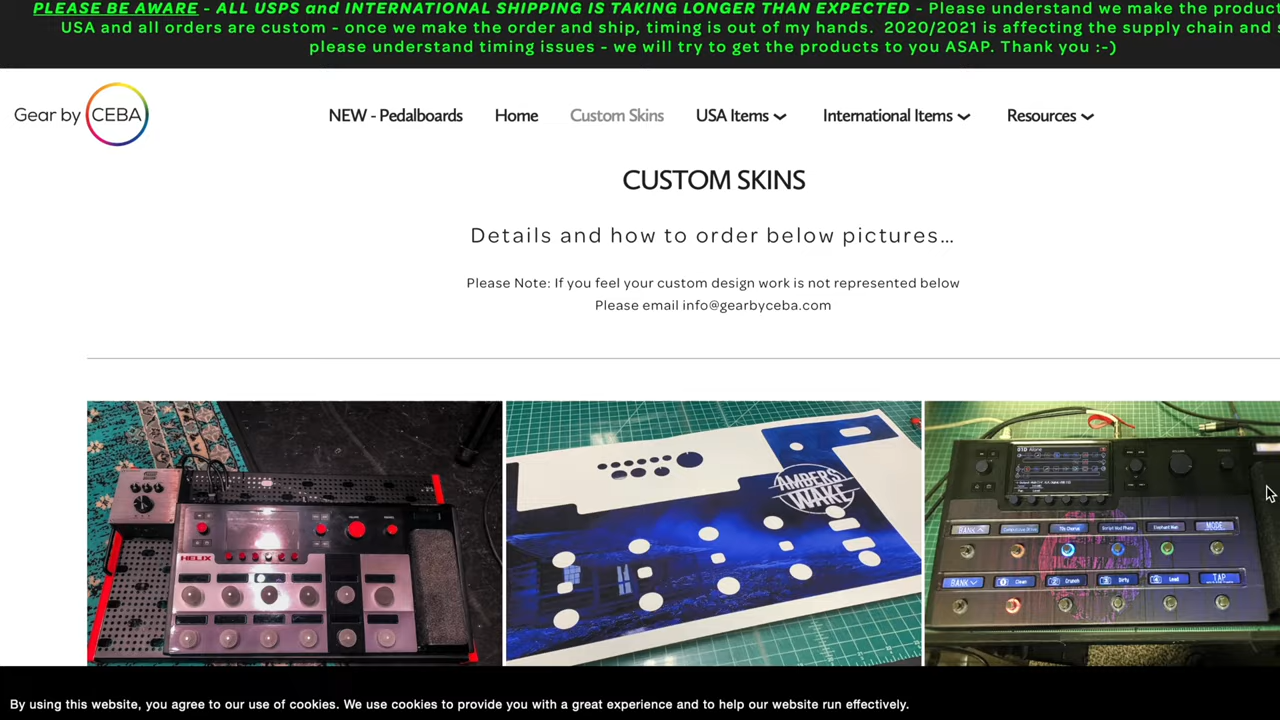 PLEASE BE AWARE - ALL USPS and INTERNATIONAL SHIPPING IS TAKING LONGER THAN EXPECTED - Please understand we make the product
USA and all orders are custom - once we make the order and ship, timing is out of my hands.  2020/2021 is affecting the supply chain and s
please understand timing issues - we will try to get the products to you ASAP. Thank you :-)
Gear by CEBA
NEW - Pedalboards Home Custom Skins USA Items International Items Resources
CUSTOM SKINS
Details and how to order below pictures...
Please Note: If you feel your custom design work is not represented below
Please email info@gearbyceba.com
HELIX
AMBERS
WAKE
BANK
MODE
BANK Clean Crunch Dirty Lead TAP
By using this website, you agree to our use of cookies. We use cookies to provide you with a great experience and to help our website run effectively.